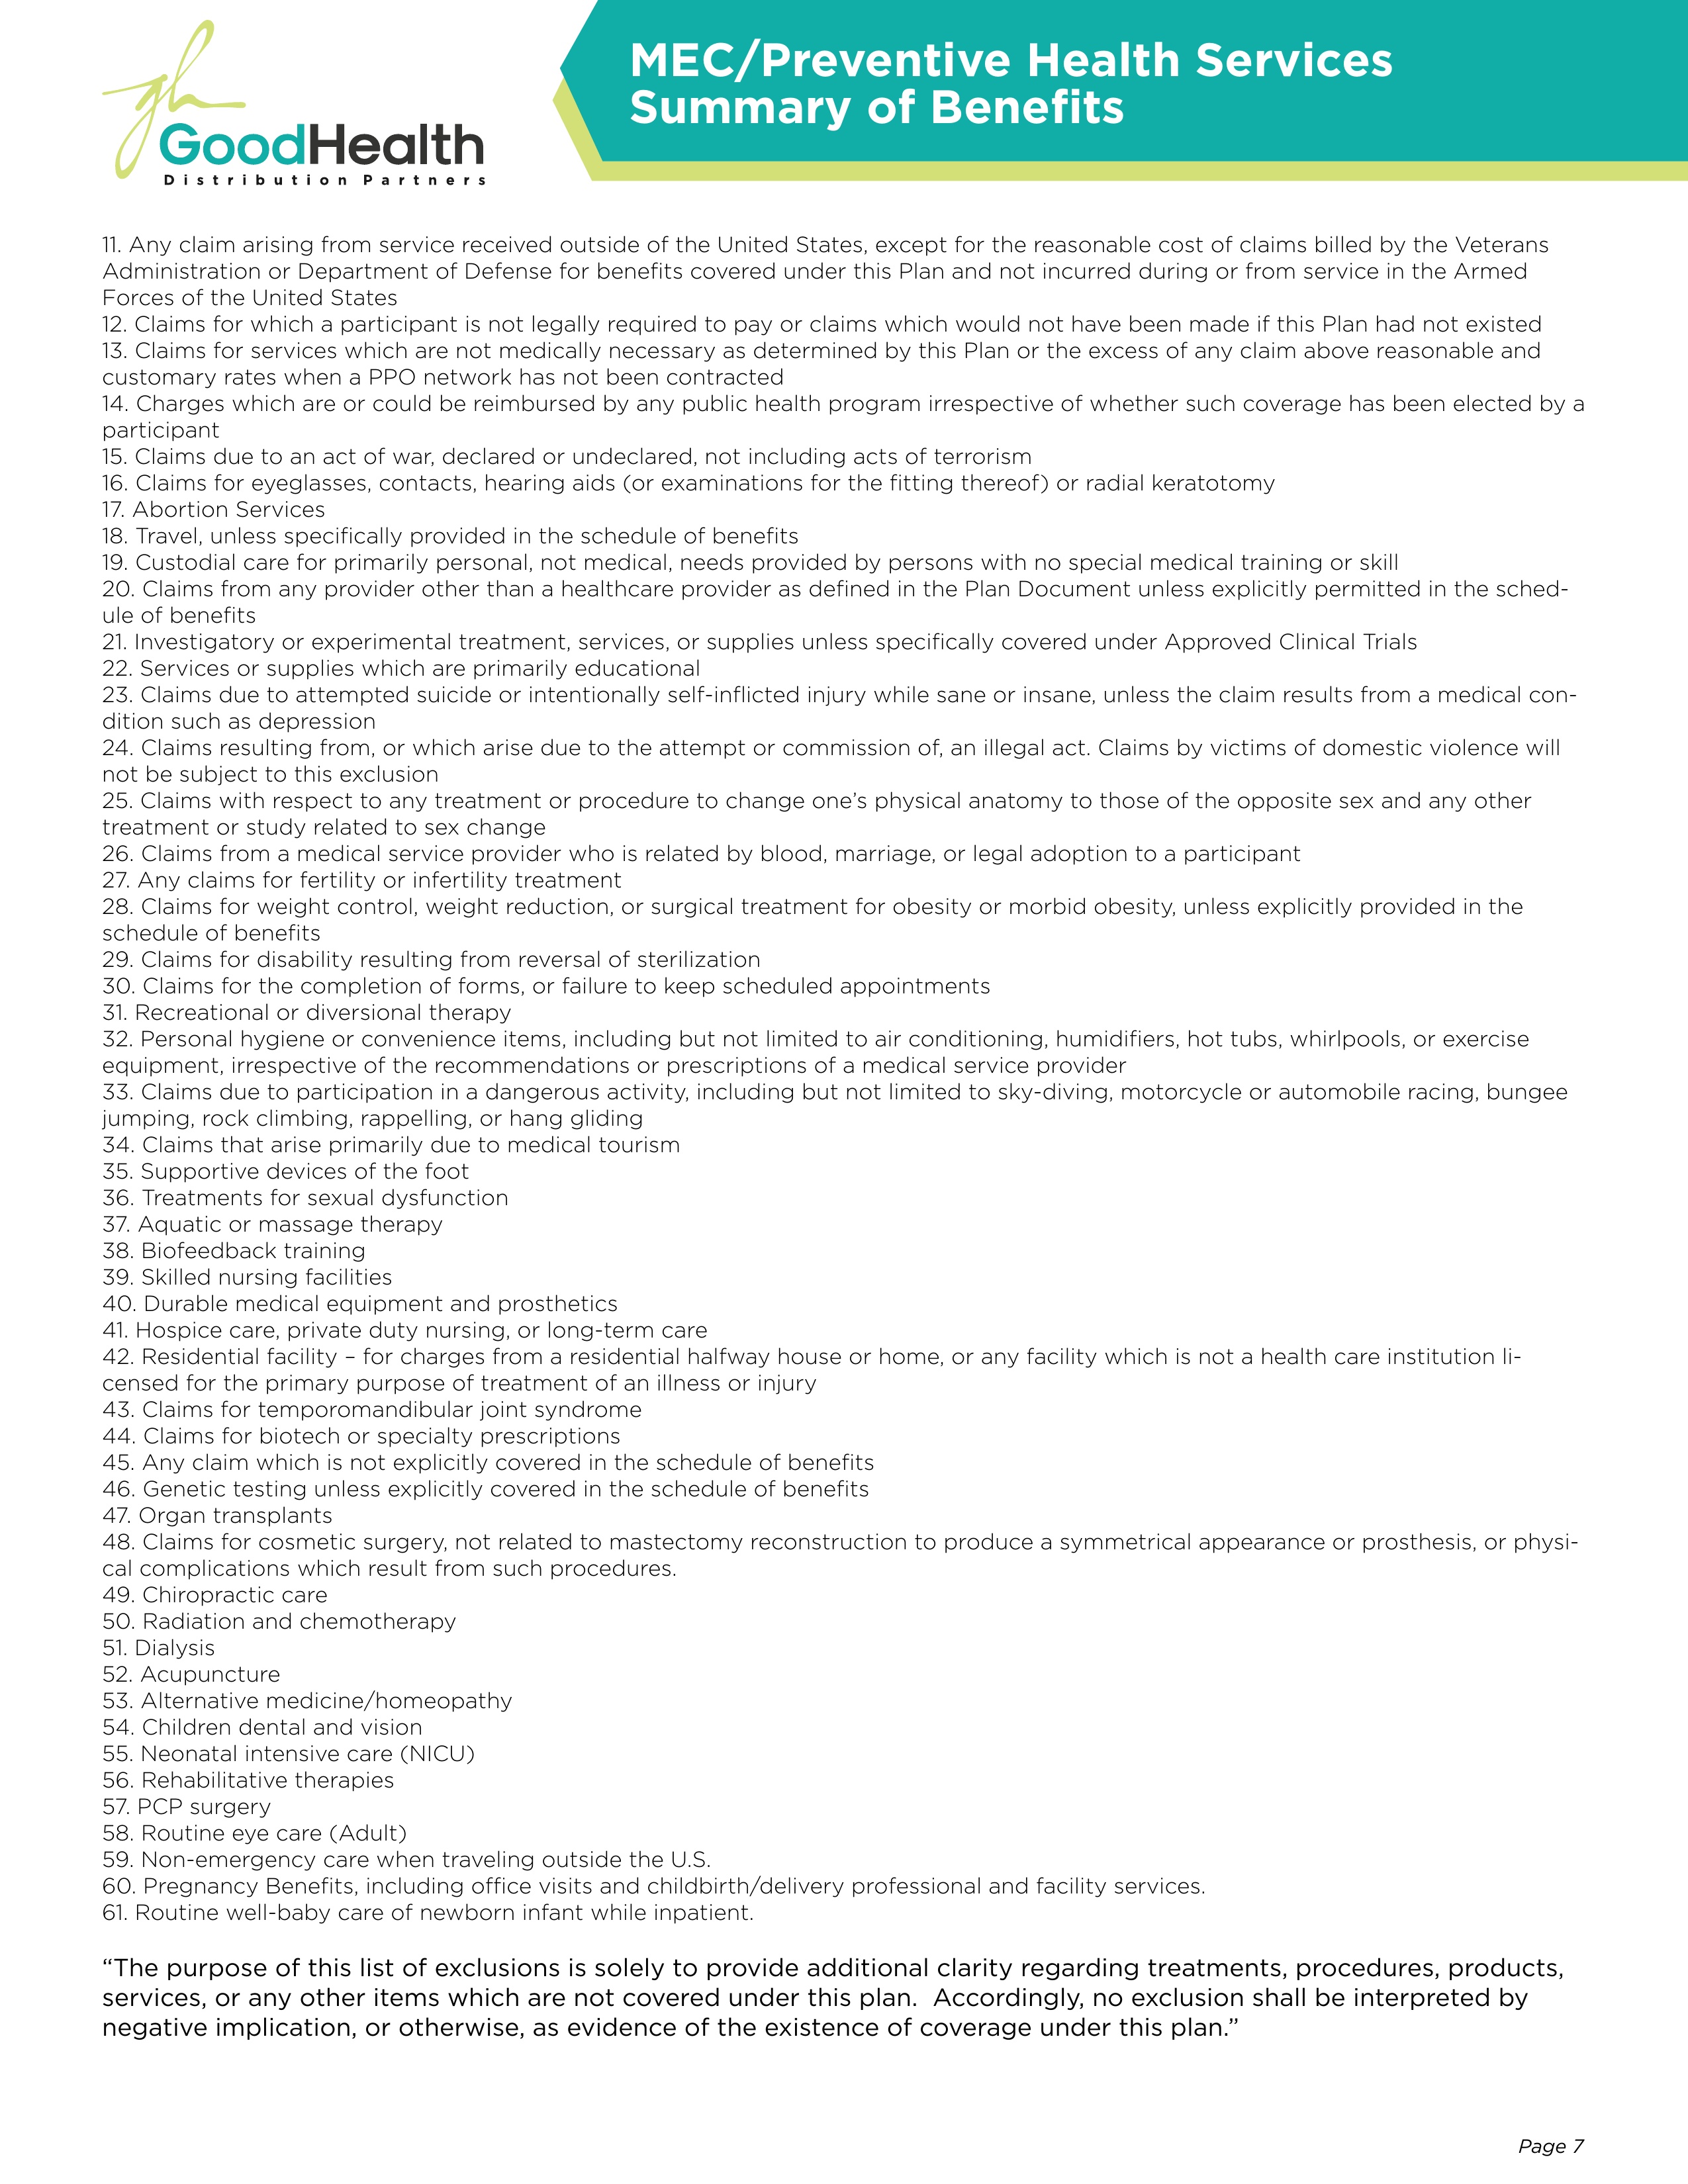 gh
GoodHealth
Distribution Partners
MEC/Preventive Health Services
Summary of Benefits
11. Any claim arising from service received outside of the United States, except for the reasonable cost of claims billed by the Veterans
Administration or Department of Defense for benefits covered under this Plan and not incurred during or from service in the Armed
Forces of the United States
12. Claims for which a participant is not legally required to pay or claims which would not have been made if this Plan had not existed
13. Claims for services which are not medically necessary as determined by this Plan or the excess of any claim above reasonable and
customary rates when a PPO network has not been contracted
14. Charges which are or could be reimbursed by any public health program irrespective of whether such coverage has been elected by a
participant
15. Claims due to an act of war, declared or undeclared, not including acts of terrorism
16. Claims for eyeglasses, contacts, hearing aids (or examinations for the fitting thereof) or radial keratotomy
17. Abortion Services
18. Travel, unless specifically provided in the schedule of benefits
19. Custodial care for primarily personal, not medical, needs provided by persons with no special medical training or skill
20. Claims from any provider other than a healthcare provider as defined in the Plan Document unless explicitly permitted in the sched-
ule of benefits
21. Investigatory or experimental treatment, services, or supplies unless specifically covered under Approved Clinical Trials
22. Services or supplies which are primarily educational
23. Claims due to attempted suicide or intentionally self-inflicted injury while sane or insane, unless the claim results from a medical con-
dition such as depression
24. Claims resulting from, or which arise due to the attempt or commission of, an illegal act. Claims by victims of domestic violence will
not be subject to this exclusion
25. Claims with respect to any treatment or procedure to change one’s physical anatomy to those of the opposite sex and any other
treatment or study related to sex change
26. Claims from a medical service provider who is related by blood, marriage, or legal adoption to a participant
27. Any claims for fertility or infertility treatment
28. Claims for weight control, weight reduction, or surgical treatment for obesity or morbid obesity, unless explicitly provided in the
schedule of benefits
29. Claims for disability resulting from reversal of sterilization
30. Claims for the completion of forms, or failure to keep scheduled appointments
31. Recreational or diversional therapy
32. Personal hygiene or convenience items, including but not limited to air conditioning, humidifiers, hot tubs, whirlpools, or exercise
equipment, irrespective of the recommendations or prescriptions of a medical service provider
33. Claims due to participation in a dangerous activity, including but not limited to sky-diving, motorcycle or automobile racing, bungee
jumping, rock climbing, rappelling, or hang gliding
34. Claims that arise primarily due to medical tourism
35. Supportive devices of the foot
36. Treatments for sexual dysfunction
37. Aquatic or massage therapy
38. Biofeedback training
39. Skilled nursing facilities
40. Durable medical equipment and prosthetics
41. Hospice care, private duty nursing, or long-term care
42. Residential facility – for charges from a residential halfway house or home, or any facility which is not a health care institution li-
censed for the primary purpose of treatment of an illness or injury
43. Claims for temporomandibular joint syndrome
44. Claims for biotech or specialty prescriptions
45. Any claim which is not explicitly covered in the schedule of benefits
46. Genetic testing unless explicitly covered in the schedule of benefits
47. Organ transplants
48. Claims for cosmetic surgery, not related to mastectomy reconstruction to produce a symmetrical appearance or prosthesis, or physi-
cal complications which result from such procedures.
49. Chiropractic care
50. Radiation and chemotherapy
51. Dialysis
52. Acupuncture
53. Alternative medicine/homeopathy
54. Children dental and vision
55. Neonatal intensive care (NICU)
56. Rehabilitative therapies
57. PCP surgery
58. Routine eye care (Adult)
59. Non-emergency care when traveling outside the U.S.
60. Pregnancy Benefits, including office visits and childbirth/delivery professional and facility services.
61. Routine well-baby care of newborn infant while inpatient.
“The purpose of this list of exclusions is solely to provide additional clarity regarding treatments, procedures, products,
services, or any other items which are not covered under this plan.  Accordingly, no exclusion shall be interpreted by
negative implication, or otherwise, as evidence of the existence of coverage under this plan.”
Page 7